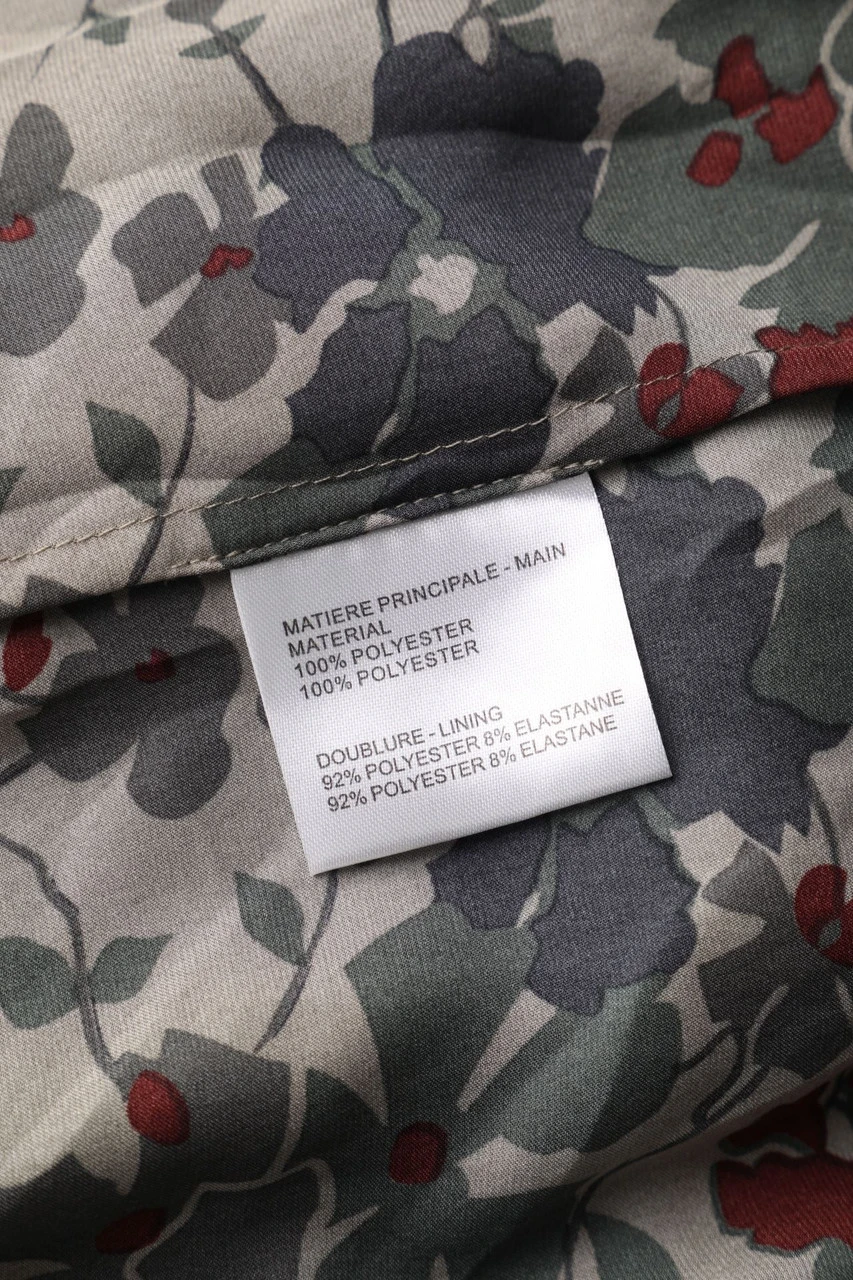 MATIERE PRINCIPALE - MAIN
MATERIAL
100% POLYESTER
100% POLYESTER
DOUBLURE - LINING
92% POLYESTER 8% ELASTANNE
92% POLYESTER 8% ELASTANE